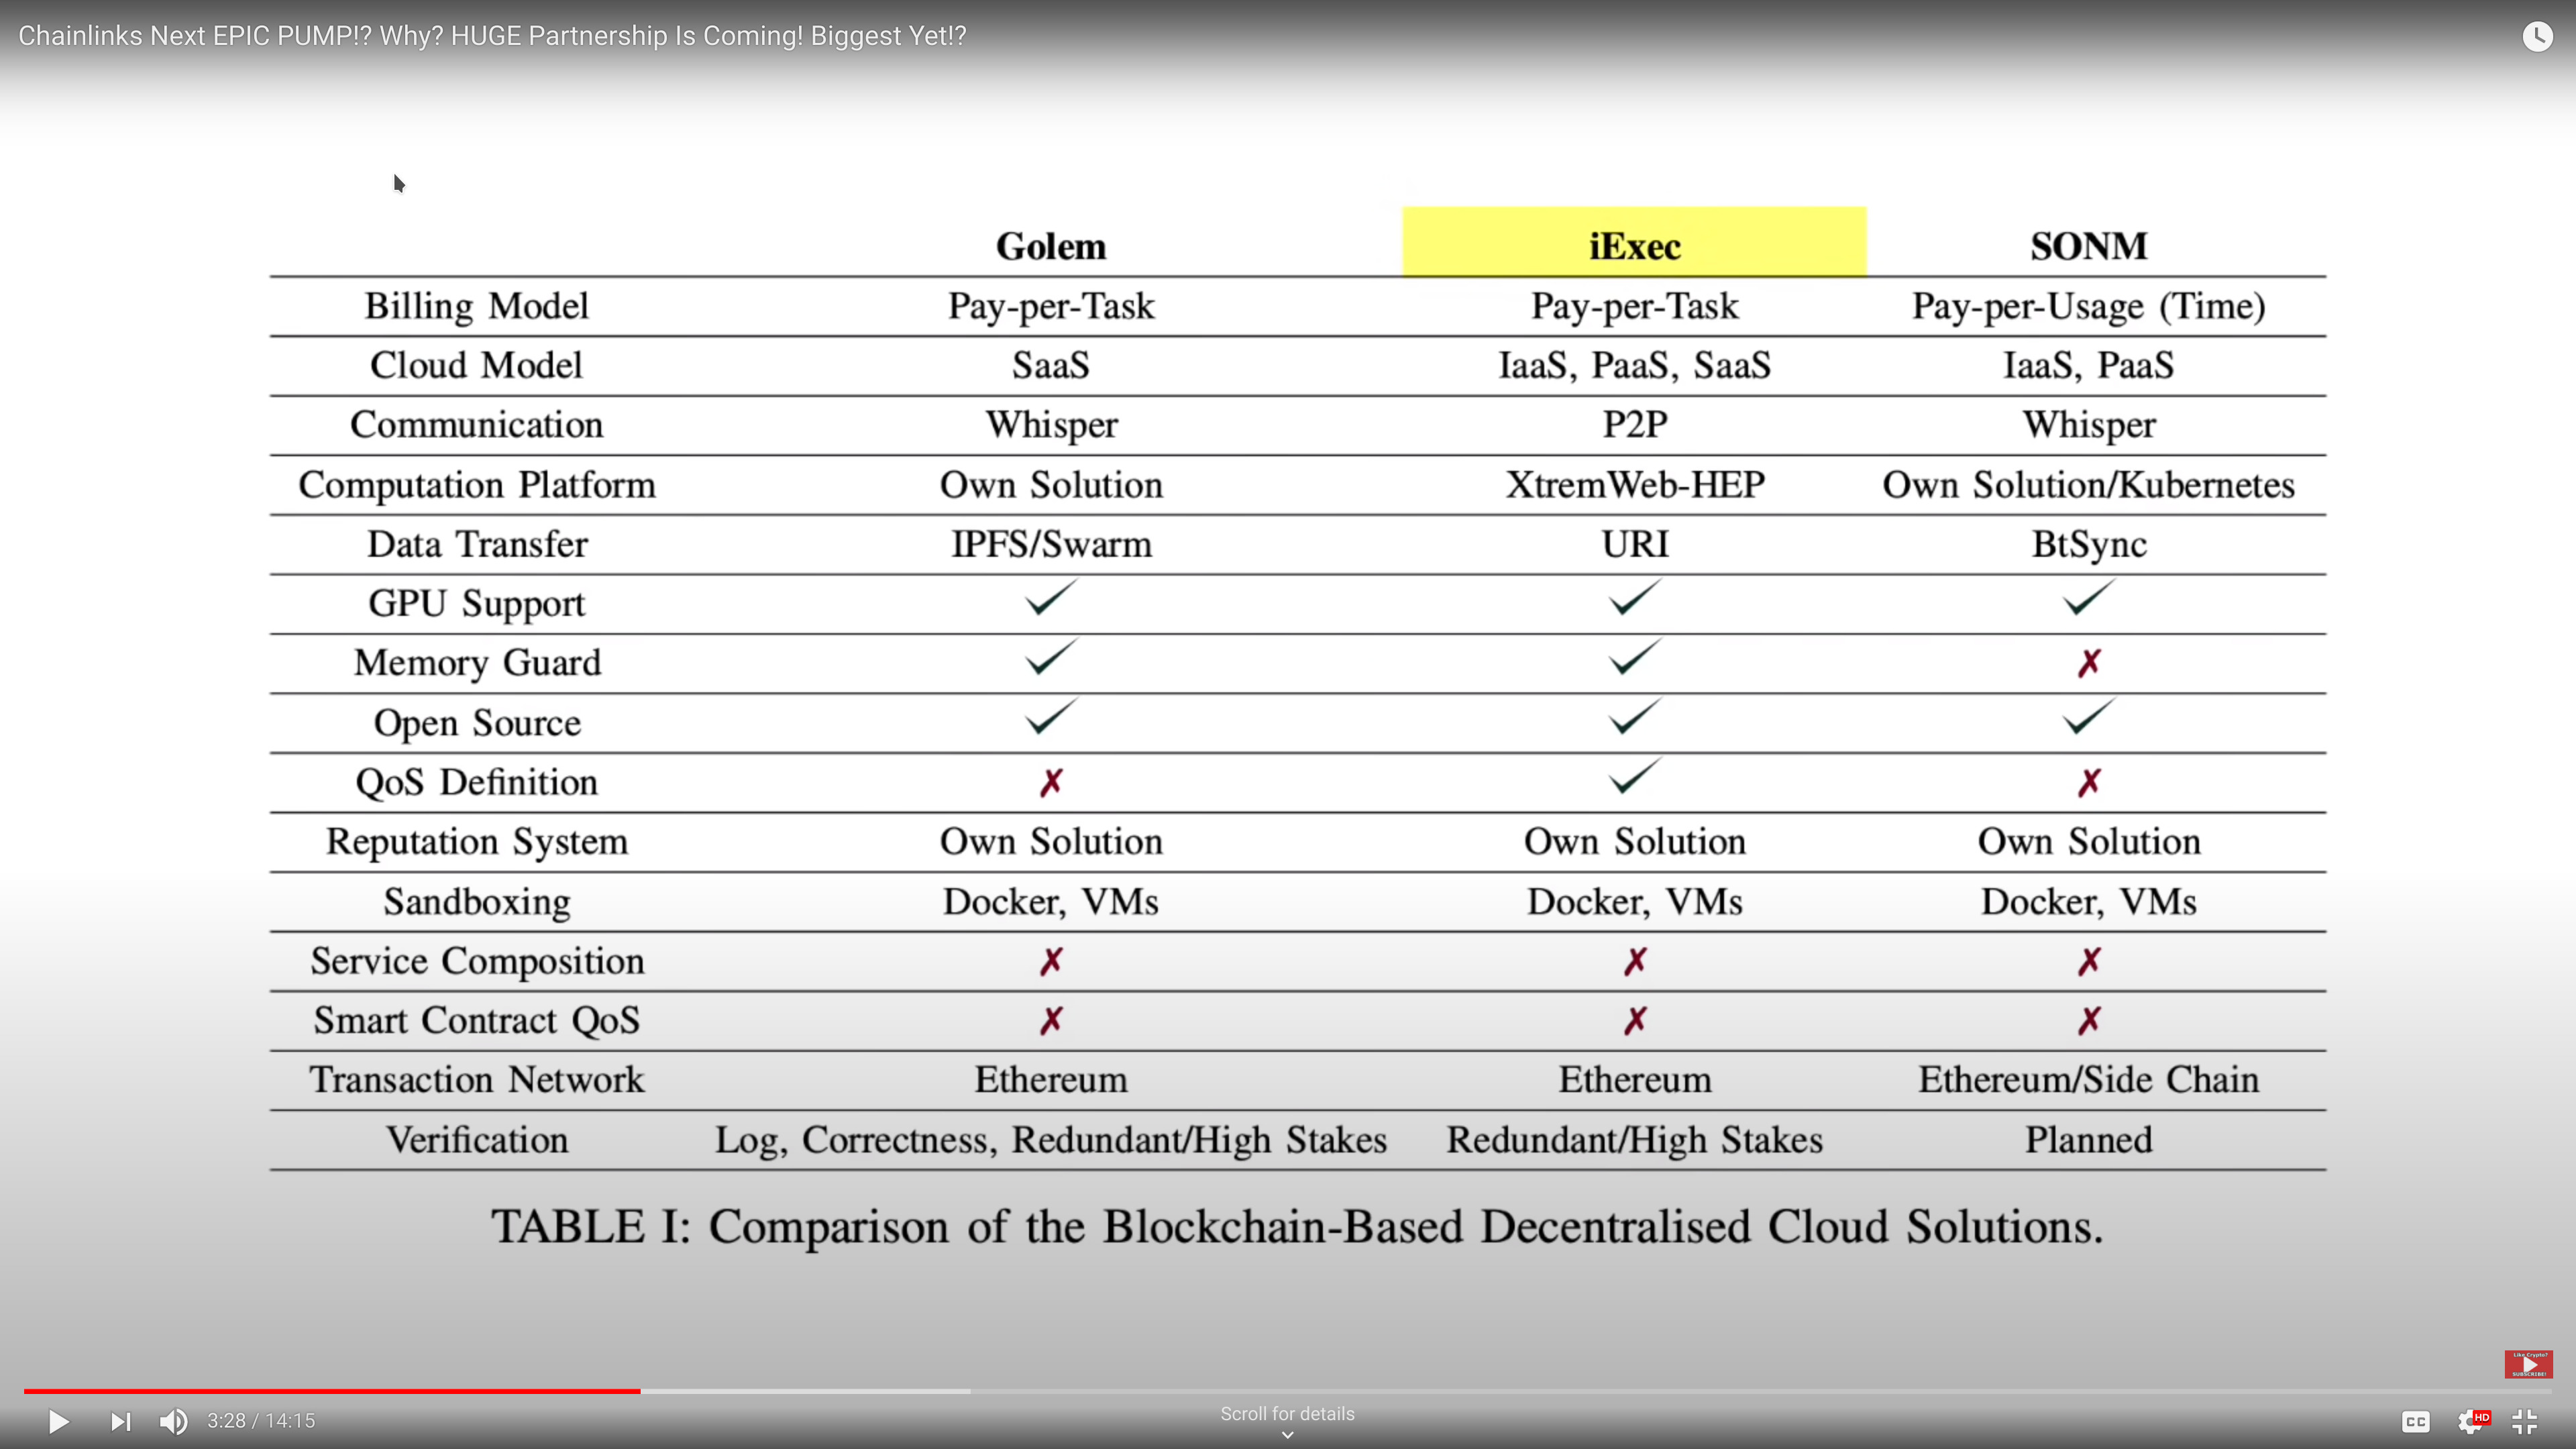 Chainlinks Next EPIC PUMP!? Why? HUGE Partnership Is Coming! Biggest Yet!?
Golem iExec SONM
Billing Model Pay-per-Task Pay-per-Task Pay-per-Usage (Time)
Cloud Model SaaS IaaS, PaaS, SaaS IaaS, PaaS
Communication Whisper P2P Whisper
Computation Platform Own Solution XtremWeb-HEP Own Solution/Kubernetes
Data Transfer IPFS/Swarm URI BtSync
GPU Support ✓ ✓ ✓
Memory Guard ✓ ✓ ✗
Open Source ✓ ✓ ✓
QoS Definition ✗ ✓ ✗
Reputation System Own Solution Own Solution Own Solution
Sandboxing Docker, VMs Docker, VMs Docker, VMs
Service Composition ✗ ✗ ✗
Smart Contract QoS ✗ ✗ ✗
Transaction Network Ethereum Ethereum Ethereum/Side Chain
Verification Log, Correctness, Redundant/High Stakes Redundant/High Stakes Planned
TABLE I: Comparison of the Blockchain-Based Decentralised Cloud Solutions.
Like Crypto?
SUBSCRIBE!
3:28 / 14:15
Scroll for details
CC
HD